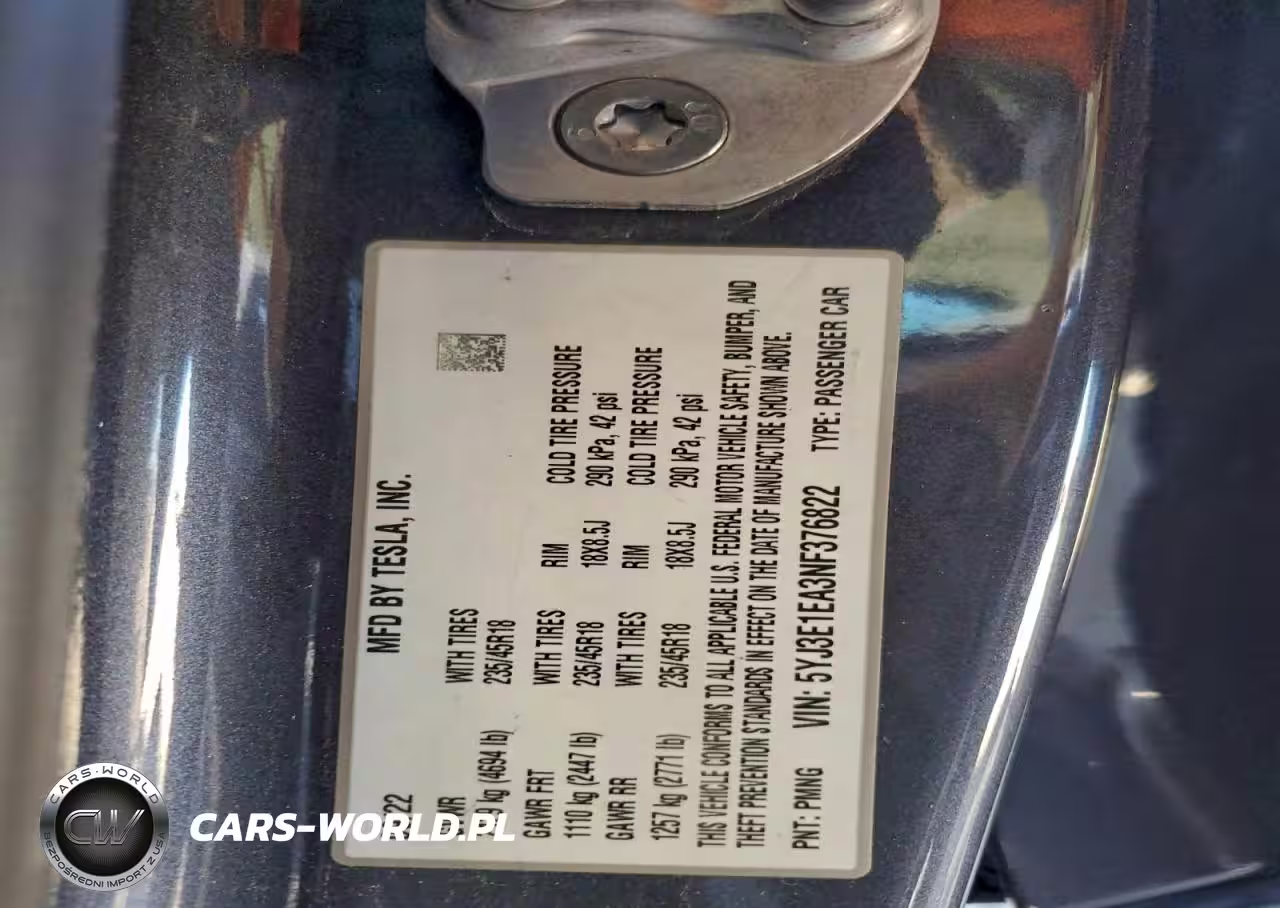 MFD BY TESLA, INC.
22
WITH TIRES
9 kg (4694 lb) 235/45R18
GAWR FRT WITH TIRES RIM COLD TIRE PRESSURE
1110 kg (2447 lb) 235/45R18 18X8.5J 290 kPa, 42 psi
GAWR RR WITH TIRES RIM COLD TIRE PRESSURE
1257 kg (2771 lb) 235/45R18 18X8.5J 290 kPa, 42 psi
THIS VEHICLE CONFORMS TO ALL APPLICABLE U.S. FEDERAL MOTOR VEHICLE SAFETY, BUMPER, AND
THEFT PREVENTION STANDARDS IN EFFECT ON THE DATE OF MANUFACTURE SHOWN ABOVE.
PNT: PMNG VIN: 5YJ3E1EA3NF376822 TYPE: PASSENGER CAR
CARS-WORLD
CW
BEZPOŚREDNI IMPORT Z USA
CARS-WORLD.PL